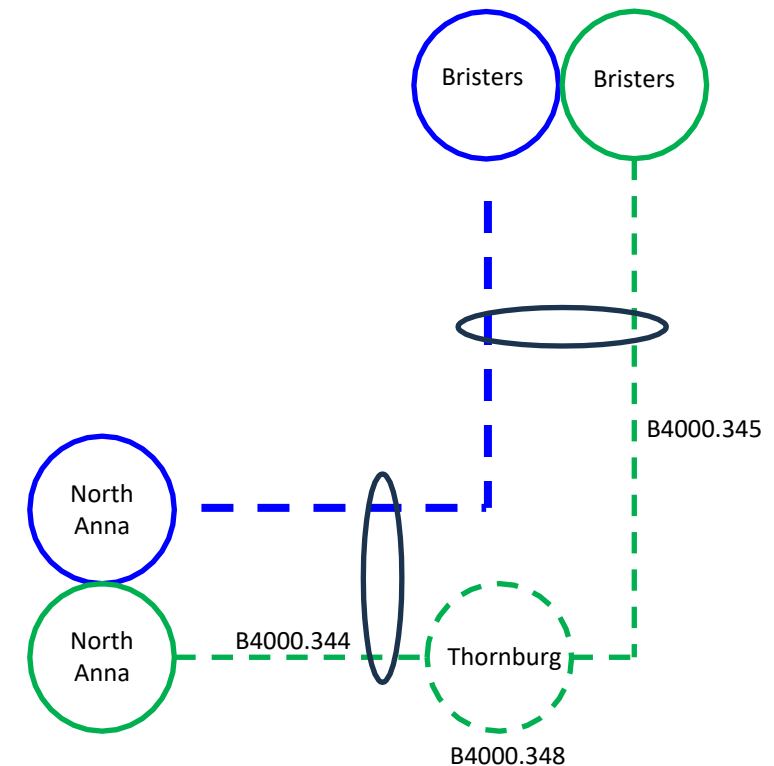 Bristers
Bristers
B4000.345
North
Anna
North
Anna
B4000.344
Thornburg
B4000.348